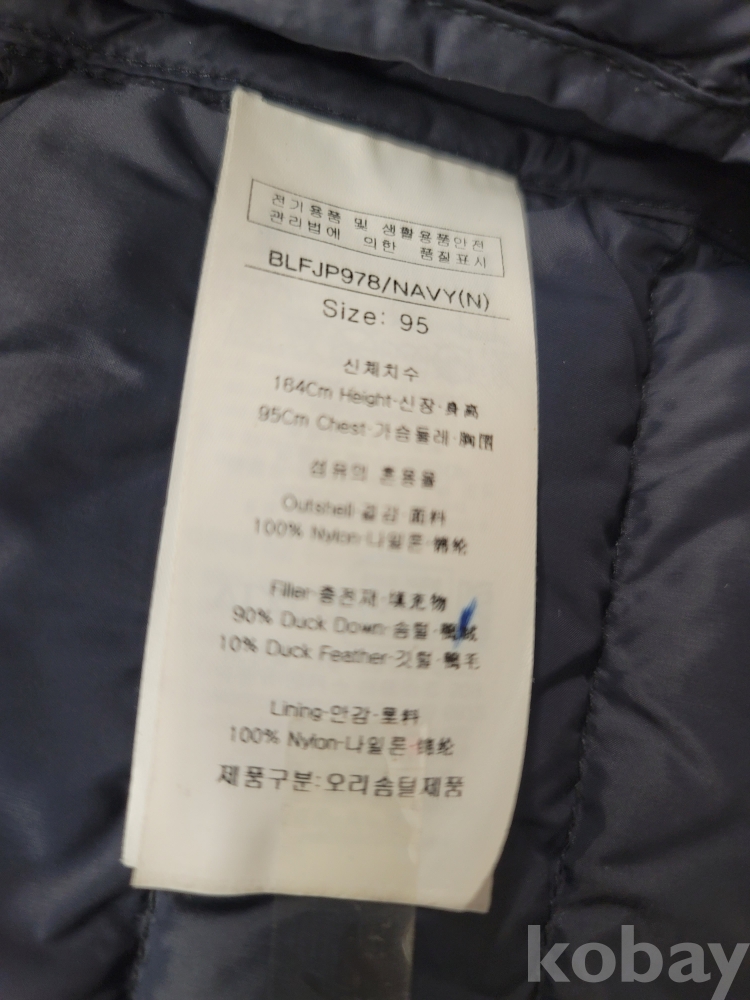 전기용품 및 생활용품안전
관리법에 의한 품질표시
BLFJP978/NAVY(N)
Size: 95
신체치수
184Cm Height·신장·身高
95Cm Chest·가슴둘레·胸围
섬유의 혼용율
Outshell·겉감·面料
100% Nylon·나일론·锦纶
Filler·충전재·填充物
90% Duck Down·솜털·鸭绒
10% Duck Feather·깃털·鸭毛
Lining·안감·里料
100% Nylon·나일론·锦纶
제품구분:오리솜털제품
kobay